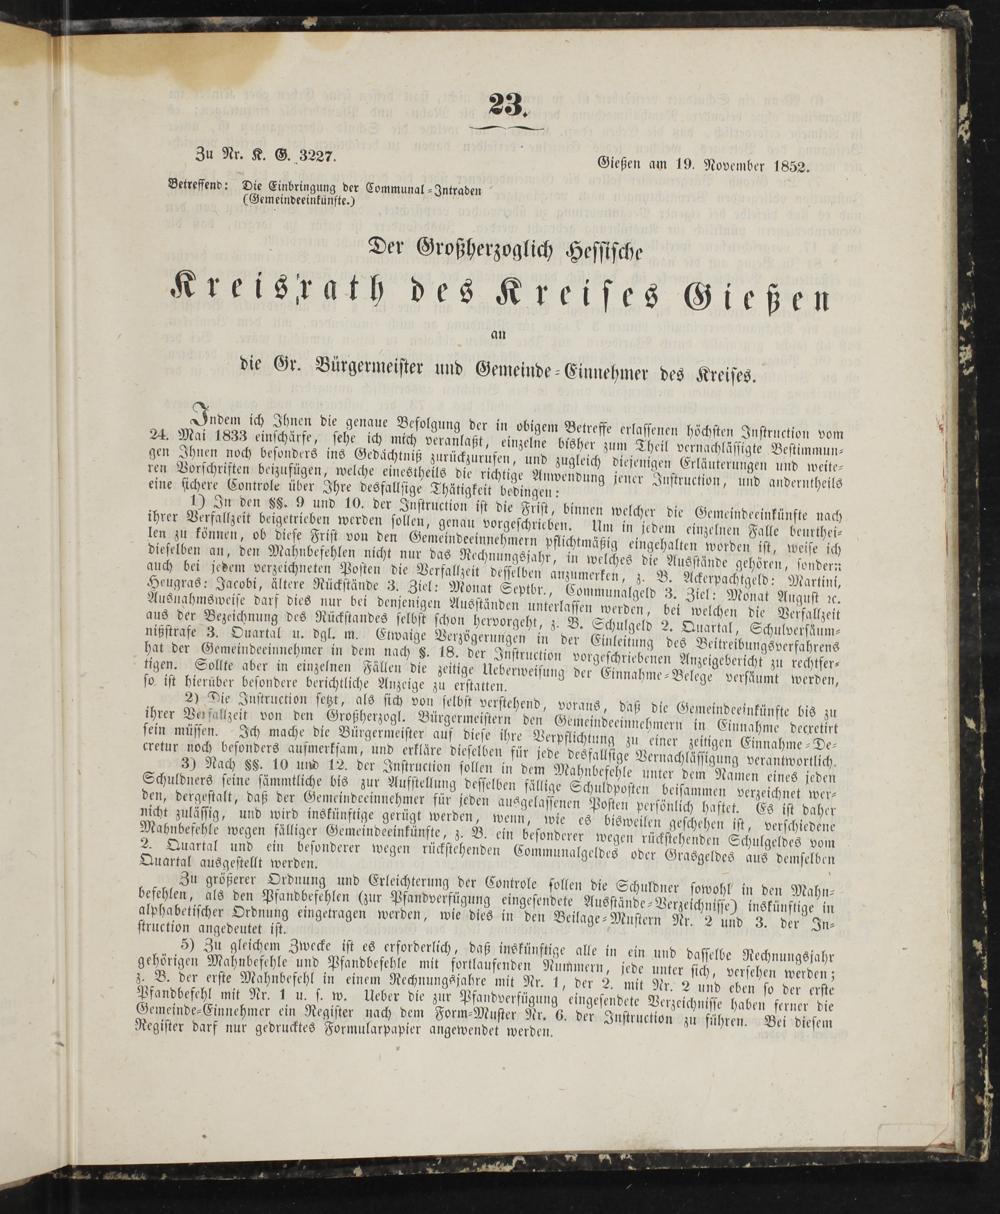 23.
Zu Nr. K. G. 3227.
Gießen am 19. November 1852.
Betreffend: Die Einbringung der Communal-Intraden
(Gemeindeeinkünfte.)
Der Großherzoglich Hessische
Kreisrath des Kreises Gießen
an
die Gr. Bürgermeister und Gemeinde-Einnehmer des Kreises.
Indem ich Ihnen die genaue Befolgung der in obigem Betreffe erlassenen höchsten Instruction vom
24. Mai 1833 einschärfe, sehe ich mich veranlaßt, einzelne bisher zum Theil vernachlässigte Bestimmun-
gen Ihnen noch besonders ins Gedächtniß zurückzurufen, und zugleich diejenigen Erläuterungen und weite-
ren Vorschriften beizufügen, welche einestheils die richtige Anwendung jener Instruction, und anderntheils
eine sichere Controle über Ihre desfallsige Thätigkeit bedingen:
1) In den §§. 9 und 10. der Instruction ist die Frist, binnen welcher die Gemeindeeinkünfte nach
ihrer Verfallzeit beigetrieben werden sollen, genau vorgeschrieben. Um in jedem einzelnen Falle beurthei-
len zu können, ob diese Frist von den Gemeindeeinnehmern pflichtmäßig eingehalten worden ist, weise ich
dieselben an, den Mahnbefehlen nicht nur das Rechnungsjahr, in welches die Ausstände gehören, sondern
auch bei jedem verzeichneten Posten die Verfallzeit desselben anzumerken, z. B. Ackerpachtgeld: Martini,
Heugras: Jacobi, ältere Rückstände 3. Ziel: Monat Septbr., Communalgeld 3. Ziel: Monat August ꝛc.
Ausnahmsweise darf dies nur bei denjenigen Ausständen unterlassen werden, bei welchen die Verfallzeit
aus der Bezeichnung des Rückstandes selbst schon hervorgeht, z. B. Schulgeld 2. Quartal, Schulversäum-
nißstrafe 3. Quartal u. dgl. m. Etwaige Verzögerungen in der Einleitung des Beitreibungsverfahrens
hat der Gemeindeeinnehmer in dem nach §. 18. der Instruction vorgeschriebenen Anzeigebericht zu rechtfer-
tigen. Sollte aber in einzelnen Fällen die zeitige Ueberweisung der Einnahme-Belege versäumt werden,
so ist hierüber besondere berichtliche Anzeige zu erstatten.
2) Die Instruction setzt, als sich von selbst verstehend, voraus, daß die Gemeindeeinkünfte bis zu
ihrer Verfallzeit von den Großherzogl. Bürgermeistern den Gemeindeeinnehmern in Einnahme decretirt
sein müssen. Ich mache die Bürgermeister auf diese ihre Verpflichtung zu einer zeitigen Einnahme-De-
cretur noch besonders aufmerksam, und erkläre dieselben für jede desfallsige Vernachlässigung verantwortlich.
3) Nach §§. 10 und 12. der Instruction sollen in dem Mahnbefehle unter dem Namen eines jeden
Schuldners seine sämmtliche bis zur Aufstellung desselben fällige Schuldposten beisammen verzeichnet wer-
den, dergestalt, daß der Gemeindeeinnehmer für jeden ausgelassenen Posten persönlich haftet. Es ist daher
nicht zulässig, und wird inskünftige gerügt werden, wenn, wie es bisweilen geschehen ist, verschiedene
Mahnbefehle wegen fälliger Gemeindeeinkünfte, z. B. ein besonderer wegen rückstehenden Schulgeldes vom
2. Quartal und ein besonderer wegen rückstehenden Communalgeldes oder Grasgeldes aus demselben
Quartal ausgestellt werden.
Zu größerer Ordnung und Erleichterung der Controle sollen die Schuldner sowohl in den Mahn-
befehlen, als den Pfandbefehlen (zur Pfandverfügung eingesendete Ausstände-Verzeichnisse) inskünftige in
alphabetischer Ordnung eingetragen werden, wie dies in den Beilage-Mustern Nr. 2 und 3. der In-
struction angedeutet ist.
5) Zu gleichem Zwecke ist es erforderlich, daß inskünftige alle in ein und dasselbe Rechnungsjahr
gehörigen Mahnbefehle und Pfandbefehle mit fortlaufenden Nummern, jede unter sich, versehen werden;
z. B. der erste Mahnbefehl in einem Rechnungsjahre mit Nr. 1, der 2. mit Nr. 2 und eben so der erste
Pfandbefehl mit Nr. 1 u. s. w. Ueber die zur Pfandverfügung eingesendete Verzeichnisse haben ferner die
Gemeinde-Einnehmer ein Register nach dem Form-Muster Nr. 6. der Instruction zu führen. Bei diesem
Register darf nur gedrucktes Formularpapier angewendet werden.